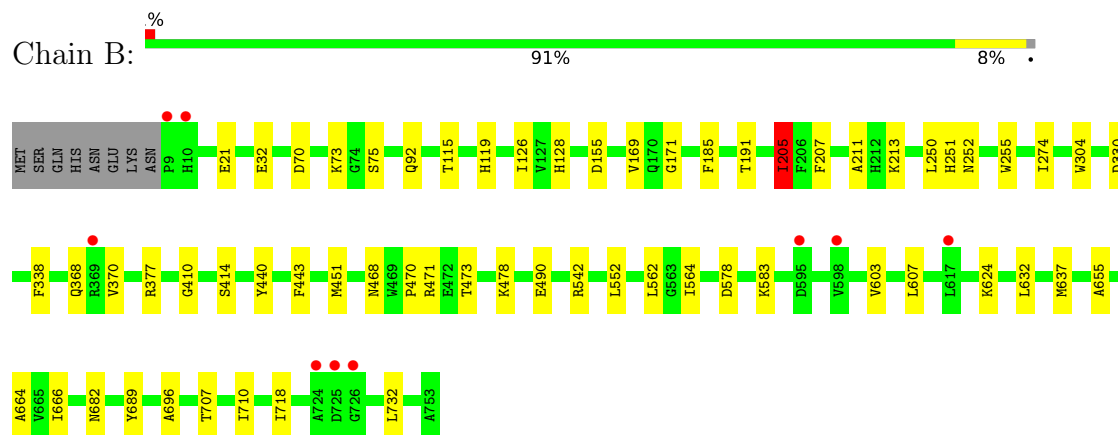 .%
Chain B:
91%
8%
MET SER GLN HIS ASN GLU LYS ASN P9 H10 E21 E32 D70 K73 G74 S75 Q92 T115 H119 I126 V127 H128 D155 V169 Q170 G171 F185 T191 I205 F206 F207 A211 H212 K213 L250 H251 N252 W255 I274 W304 D330
F338 Q368 R369 V370 R377 G410 S414 Y440 F443 M451 N468 W469 P470 R471 E472 T473 K478 E490 R542 L552 L562 G563 I564 D578 K583 D595 V598 V603 L607 L617 K624 L632 M637 A655
A664 V665 I666 N682 Y689 A696 T707 I710 I718 A724 D725 G726 L732 A753